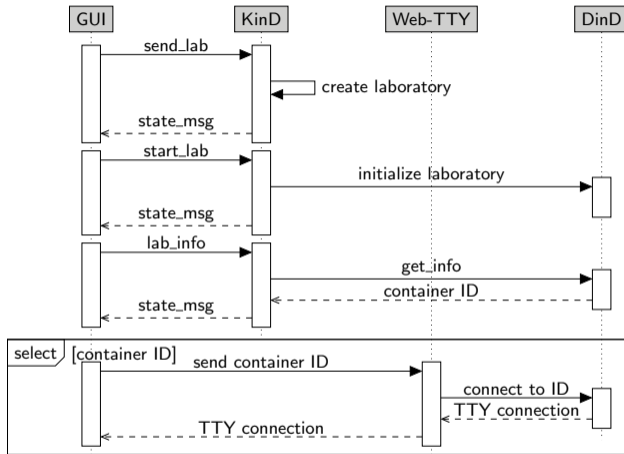 GUI KinD Web-TTY DinD
send_lab
create laboratory
state_msg
start_lab
initialize laboratory
state_msg
lab_info
get_info
container ID
state_msg
select [container ID]
send container ID
connect to ID
TTY connection
TTY connection